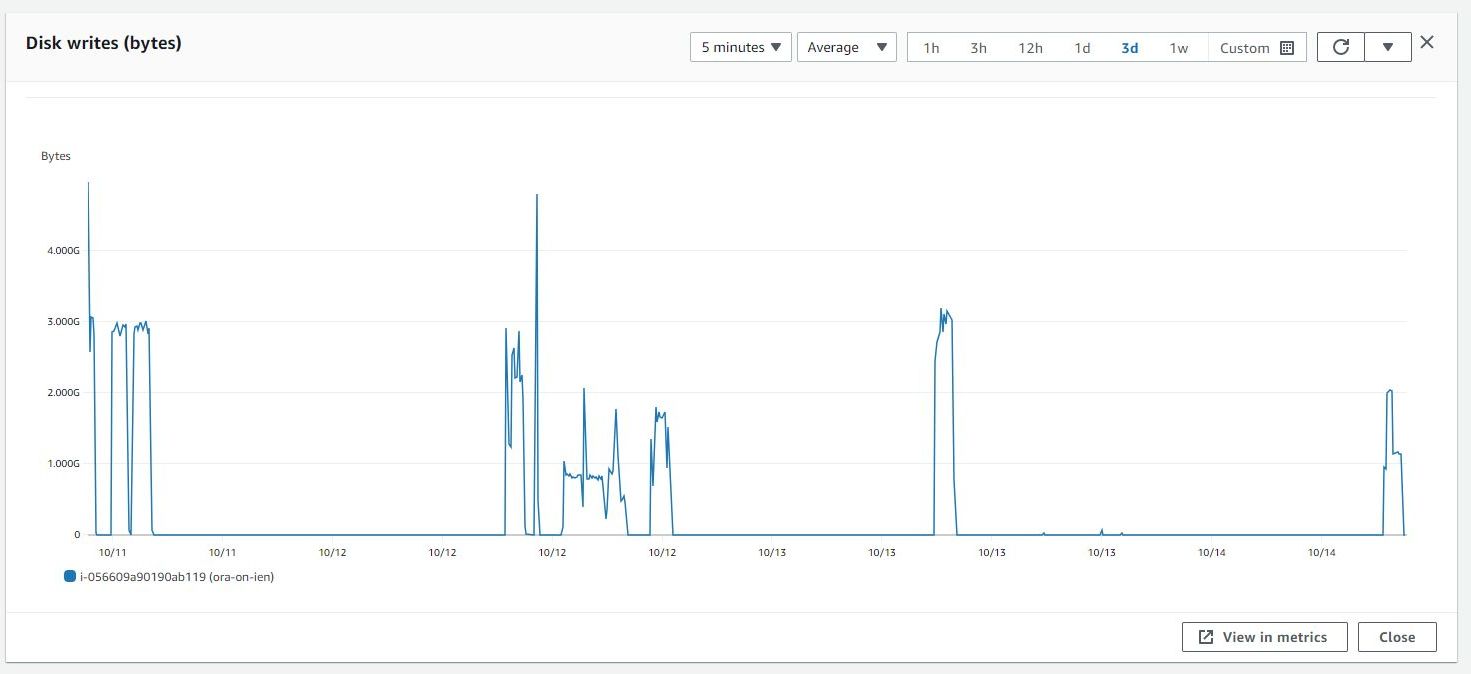 Disk writes (bytes)
5 minutes
Average
1h 3h 12h 1d 3d 1w Custom
Bytes
4.000G
3.000G
2.000G
1.000G
0
10/11 10/11 10/12 10/12 10/12 10/12 10/13 10/13 10/13 10/13 10/14 10/14
i-056609a90190ab119 (ora-on-ien)
View in metrics
Close